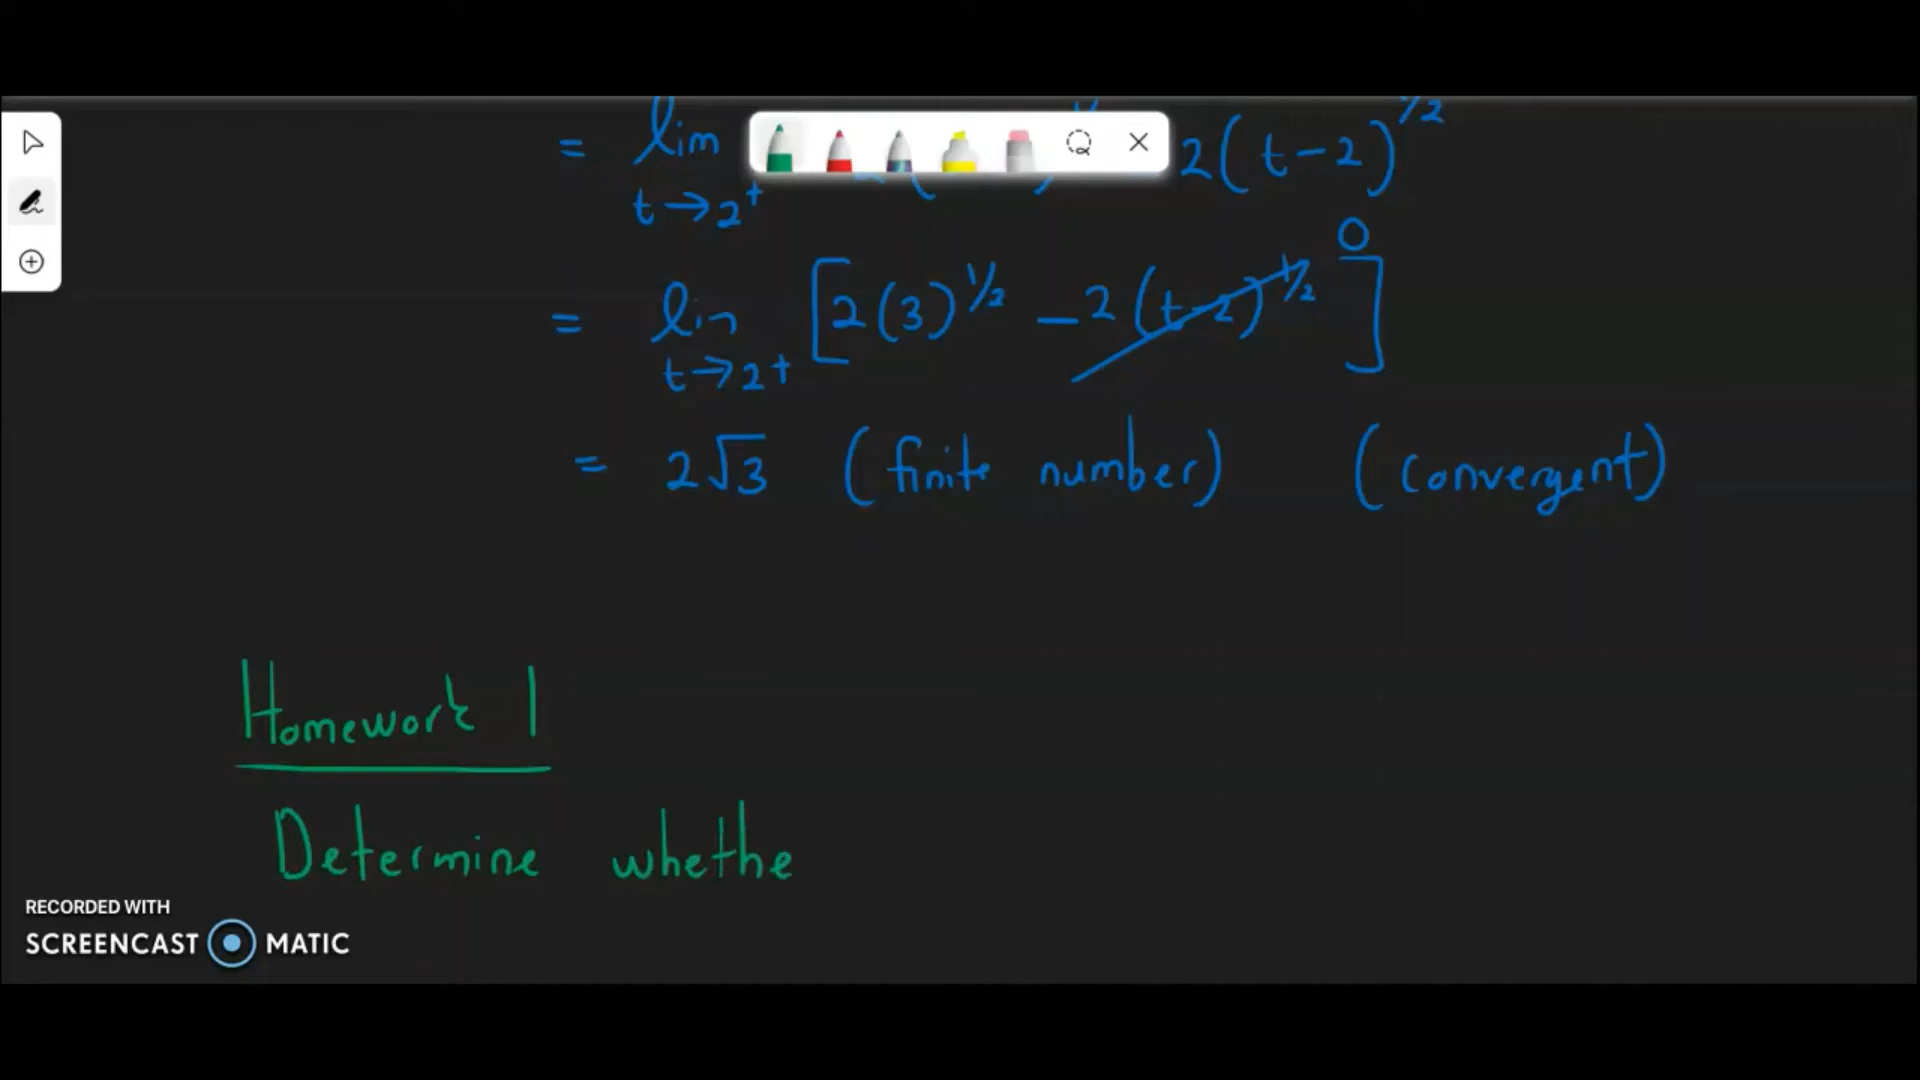 = lim 2(t-2)^1/2
t→2+
0
= lim [2(3)^1/2 - 2(t-2)^1/2]
t→2+
= 2√3 (finite number) (convergent)
Homework 1
Determine whethe
RECORDED WITH
SCREENCAST MATIC